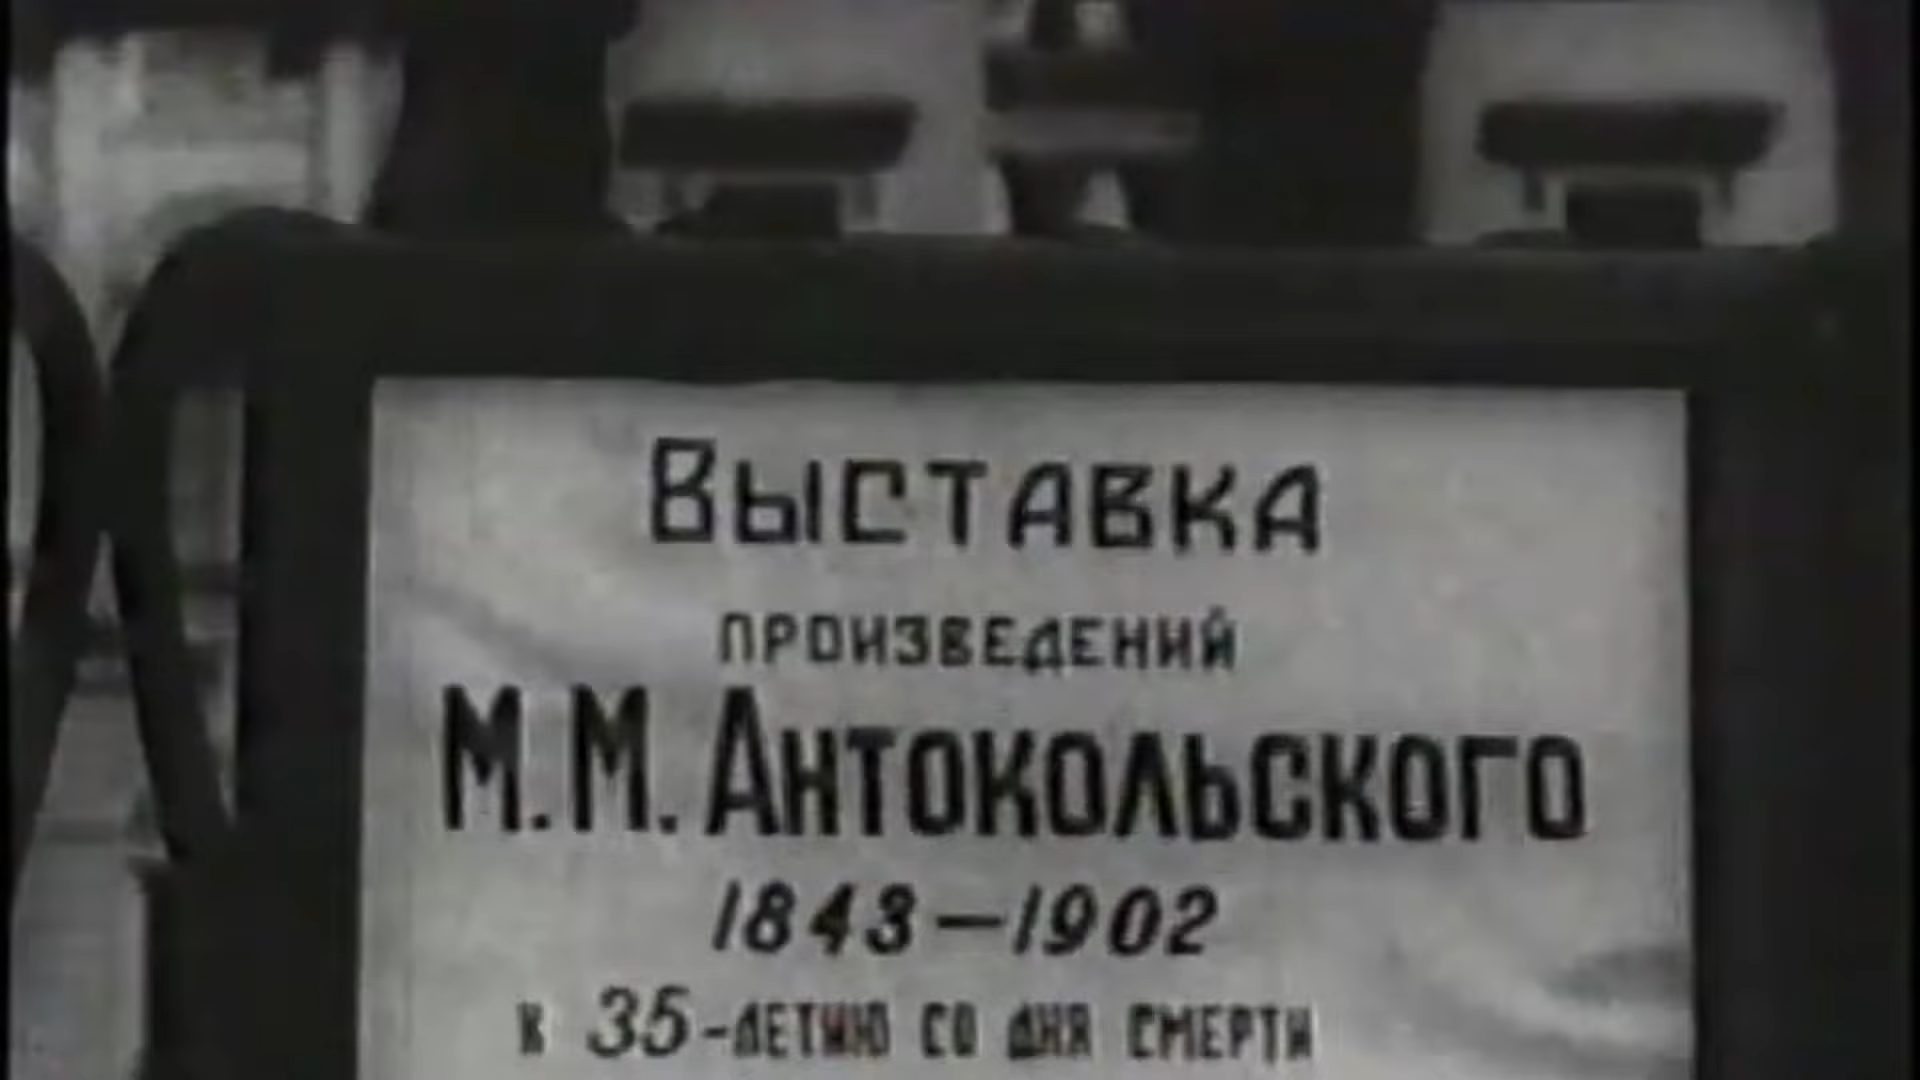 Выставка
произведений
М.М. Антокольского
1843—1902
к 35-летию со дня смерти